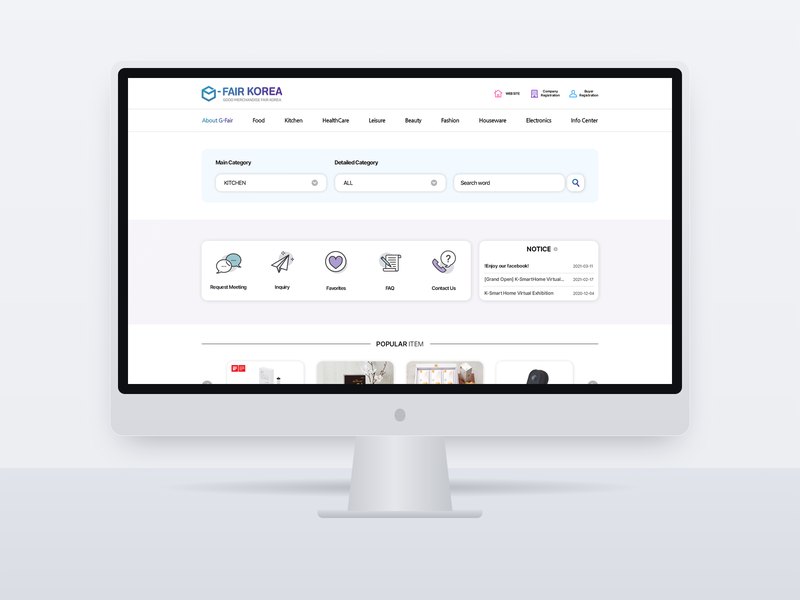 - FAIR KOREA
GOOD MERCHANDISE FAIR KOREA
WEB SITE
Company
Registration
Buyer
Registration
About G-Fair Food Kitchen HealthCare Leisure Beauty Fashion Houseware Electronics Info Center
Main Category
Detailed Category
KITCHEN
ALL
Search word
Request Meeting
Inquiry
Favorites
FAQ
Contact Us
NOTICE
!Enjoy our facebook! 2021-03-11
[Grand Open] K-SmartHome Virtual... 2021-02-17
K-Smart Home Virtual Exhibition 2020-12-04
POPULAR ITEM